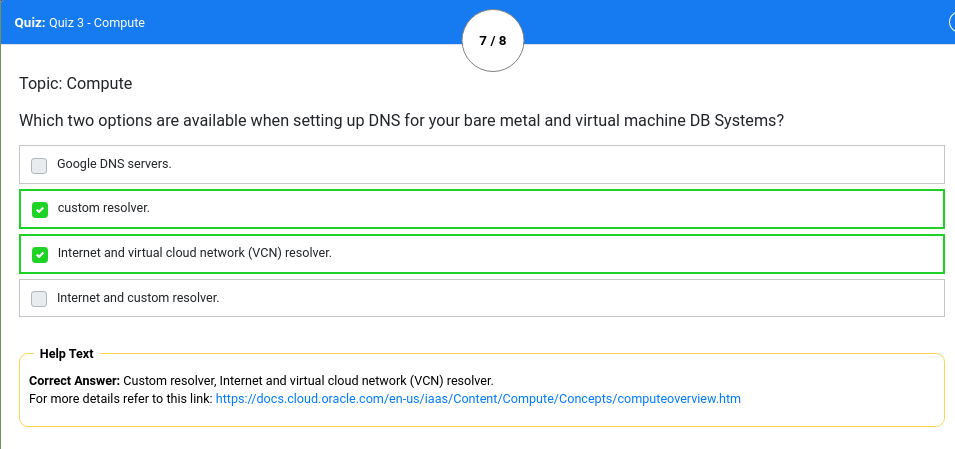 Quiz: Quiz 3 - Compute
7 / 8
Topic: Compute
Which two options are available when setting up DNS for your bare metal and virtual machine DB Systems?
Google DNS servers.
custom resolver.
Internet and virtual cloud network (VCN) resolver.
Internet and custom resolver.
Help Text
Correct Answer: Custom resolver, Internet and virtual cloud network (VCN) resolver.
For more details refer to this link: https://docs.cloud.oracle.com/en-us/iaas/Content/Compute/Concepts/computeoverview.htm